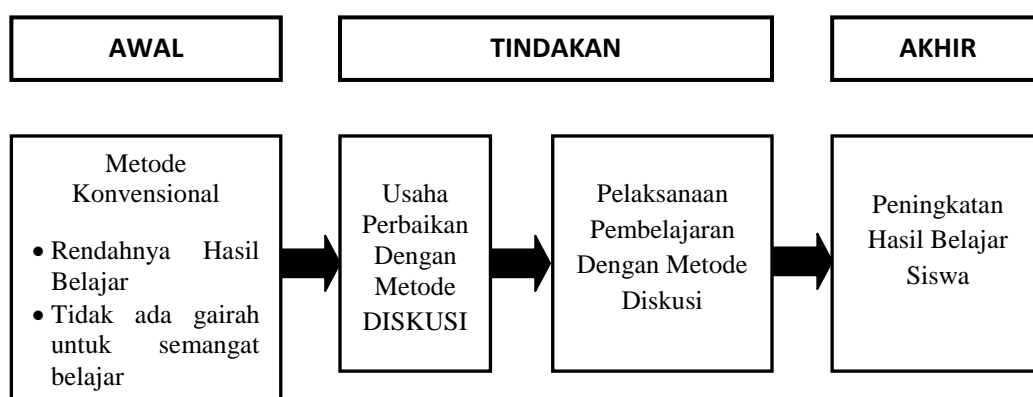 AWAL
TINDAKAN
AKHIR
Metode
Konvensional
• Rendahnya Hasil
Belajar
• Tidak ada gairah
untuk semangat
belajar
Usaha
Perbaikan
Dengan
Metode
DISKUSI
Pelaksanaan
Pembelajaran
Dengan Metode
Diskusi
Peningkatan
Hasil Belajar
Siswa